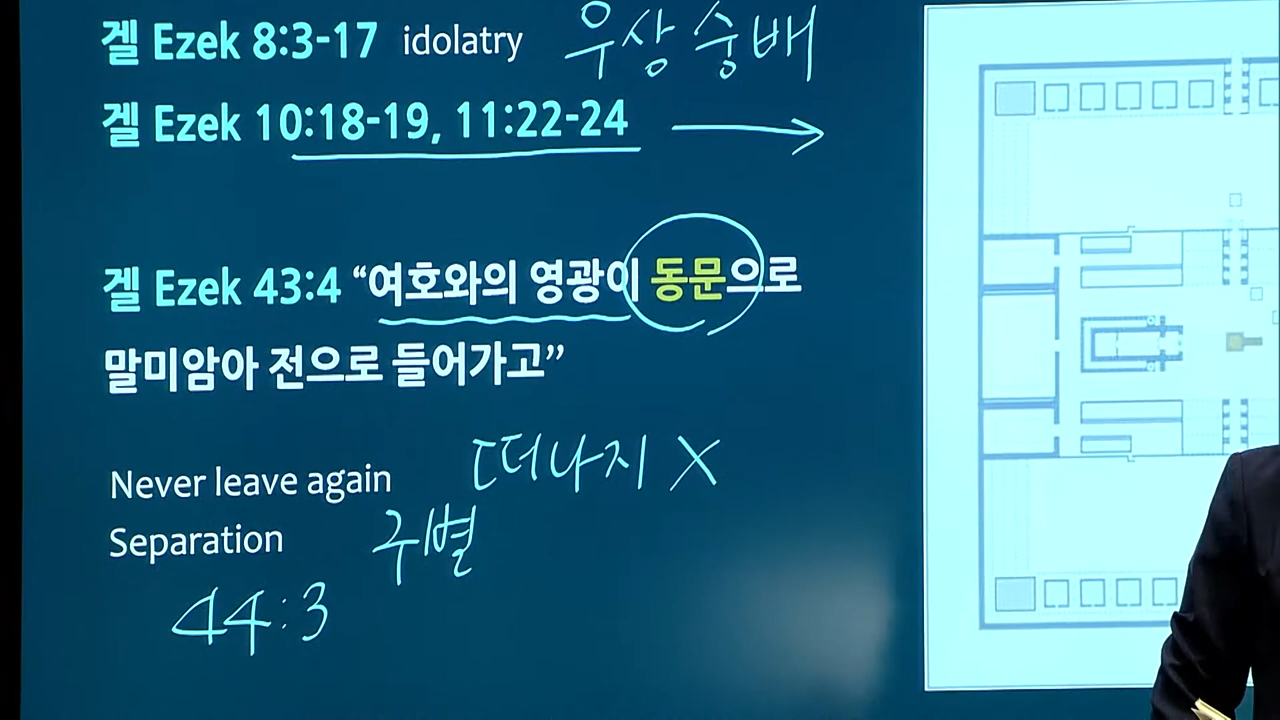 겔 Ezek 8:3-17 idolatry 우상숭배
겔 Ezek 10:18-19, 11:22-24
겔 Ezek 43:4 “여호와의 영광이 동문으로
말미암아 전으로 들어가고”
Never leave again 떠나지 X
Separation 구별
44:3